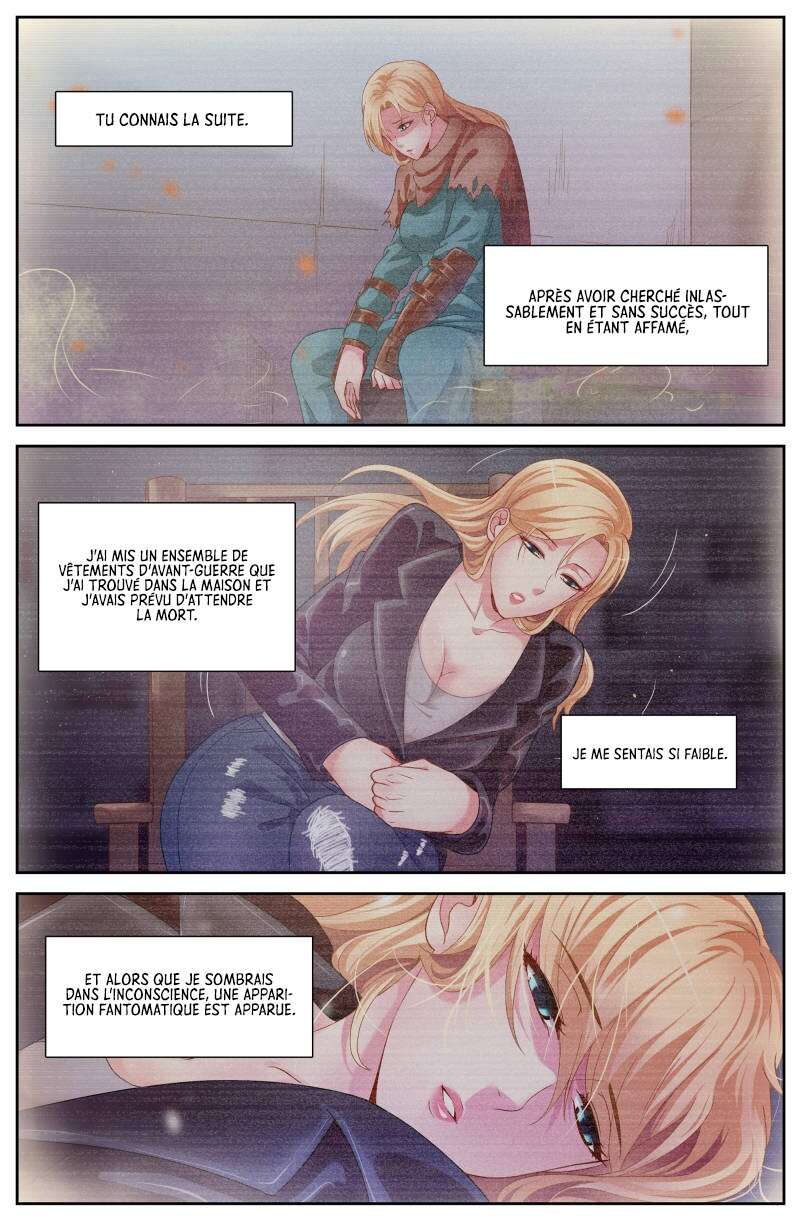 TU CONNAIS LA SUITE.
APRÈS AVOIR CHERCHÉ INLAS-
SABLEMENT ET SANS SUCCÈS, TOUT
EN ÉTANT AFFAMÉ,
J'AI MIS UN ENSEMBLE DE
VÊTEMENTS D'AVANT-GUERRE QUE
J'AI TROUVÉ DANS LA MAISON ET
J'AVAIS PRÉVU D'ATTENDRE
LA MORT.
JE ME SENTAIS SI FAIBLE.
ET ALORS QUE JE SOMBRAIS
DANS L'INCONSCIENCE, UNE APPARI-
TION FANTOMATIQUE EST APPARUE.